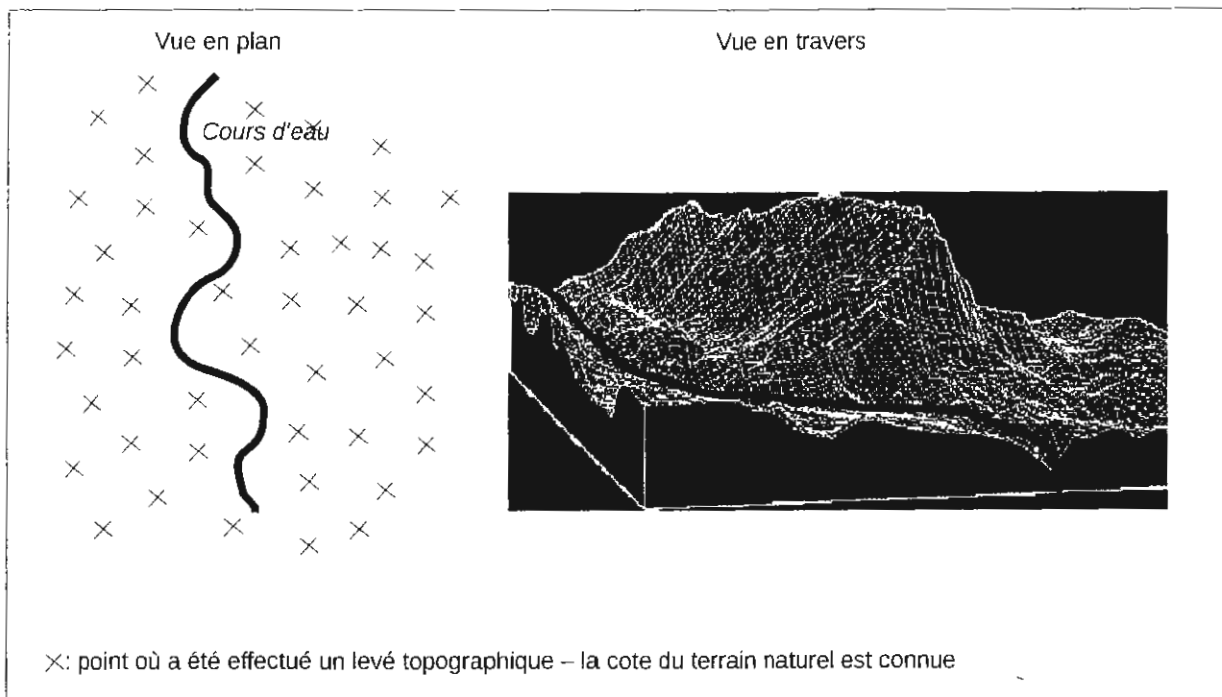 Vue en plan
Vue en travers
Cours d'eau
×: point où a été effectué un levé topographique – la cote du terrain naturel est connue